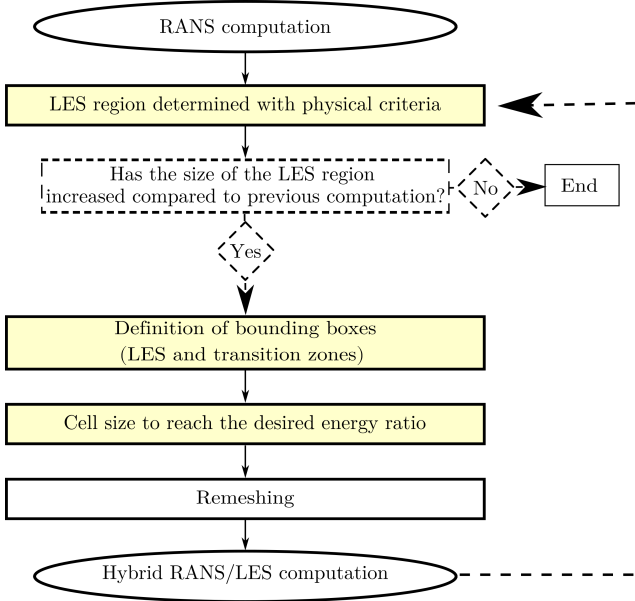 RANS computation
LES region determined with physical criteria
Has the size of the LES region
increased compared to previous computation?
No
End
Yes
Definition of bounding boxes
(LES and transition zones)
Cell size to reach the desired energy ratio
Remeshing
Hybrid RANS/LES computation